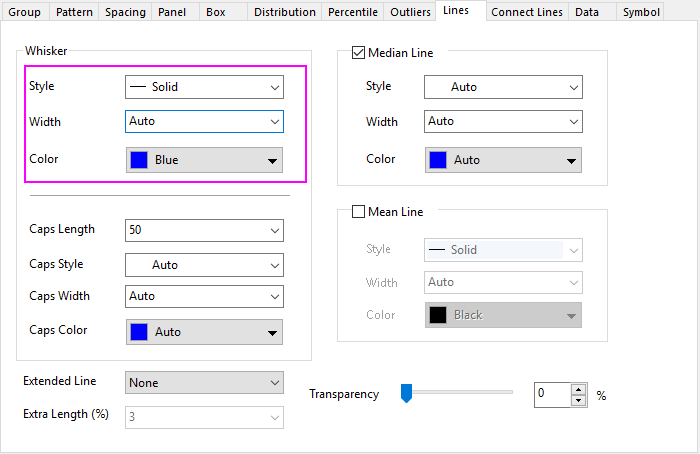 Group Pattern Spacing Panel Box Distribution Percentile Outliers Lines Connect Lines Data Symbol
Whisker
Style Solid
Width Auto
Color Blue
Caps Length 50
Caps Style Auto
Caps Width Auto
Caps Color Auto
Extended Line None
Extra Length (%) 3
Median Line
Style Auto
Width Auto
Color Auto
Mean Line
Style Solid
Width Auto
Color Black
Transparency 0 %